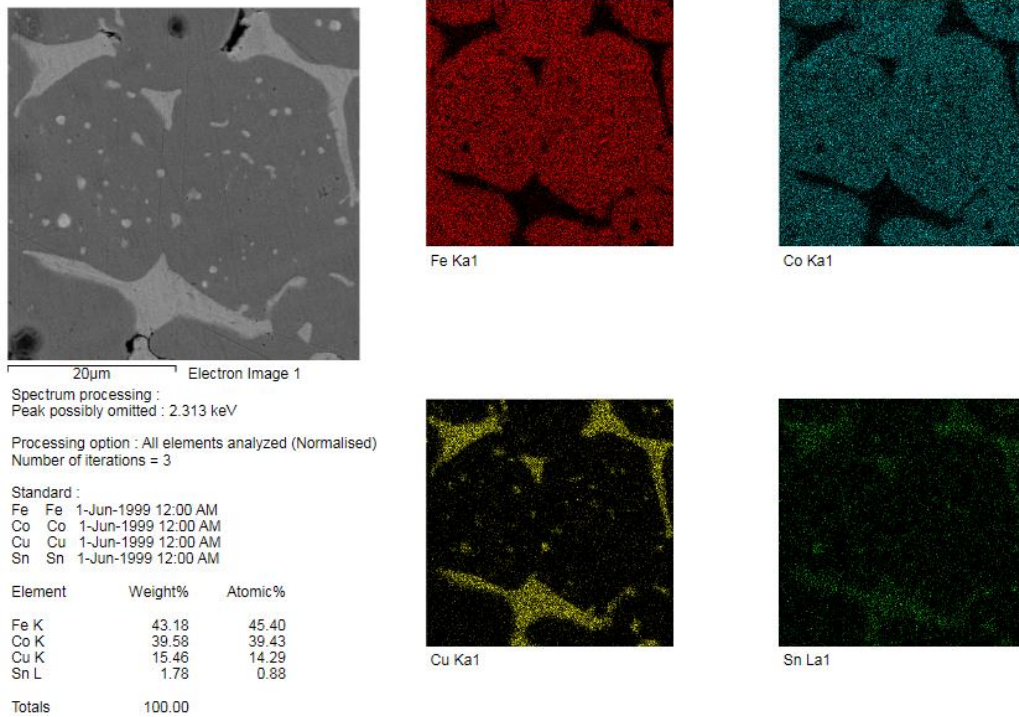 Fe Ka1
Co Ka1
20µm
Electron Image 1
Spectrum processing :
Peak possibly omitted : 2.313 keV
Processing option : All elements analyzed (Normalised)
Number of iterations = 3
Standard :
Fe Fe 1-Jun-1999 12:00 AM
Co Co 1-Jun-1999 12:00 AM
Cu Cu 1-Jun-1999 12:00 AM
Sn Sn 1-Jun-1999 12:00 AM
Element Weight% Atomic%
Fe K 43.18 45.40
Co K 39.58 39.43
Cu K 15.46 14.29
Sn L 1.78 0.88
Totals 100.00
Cu Ka1
Sn La1